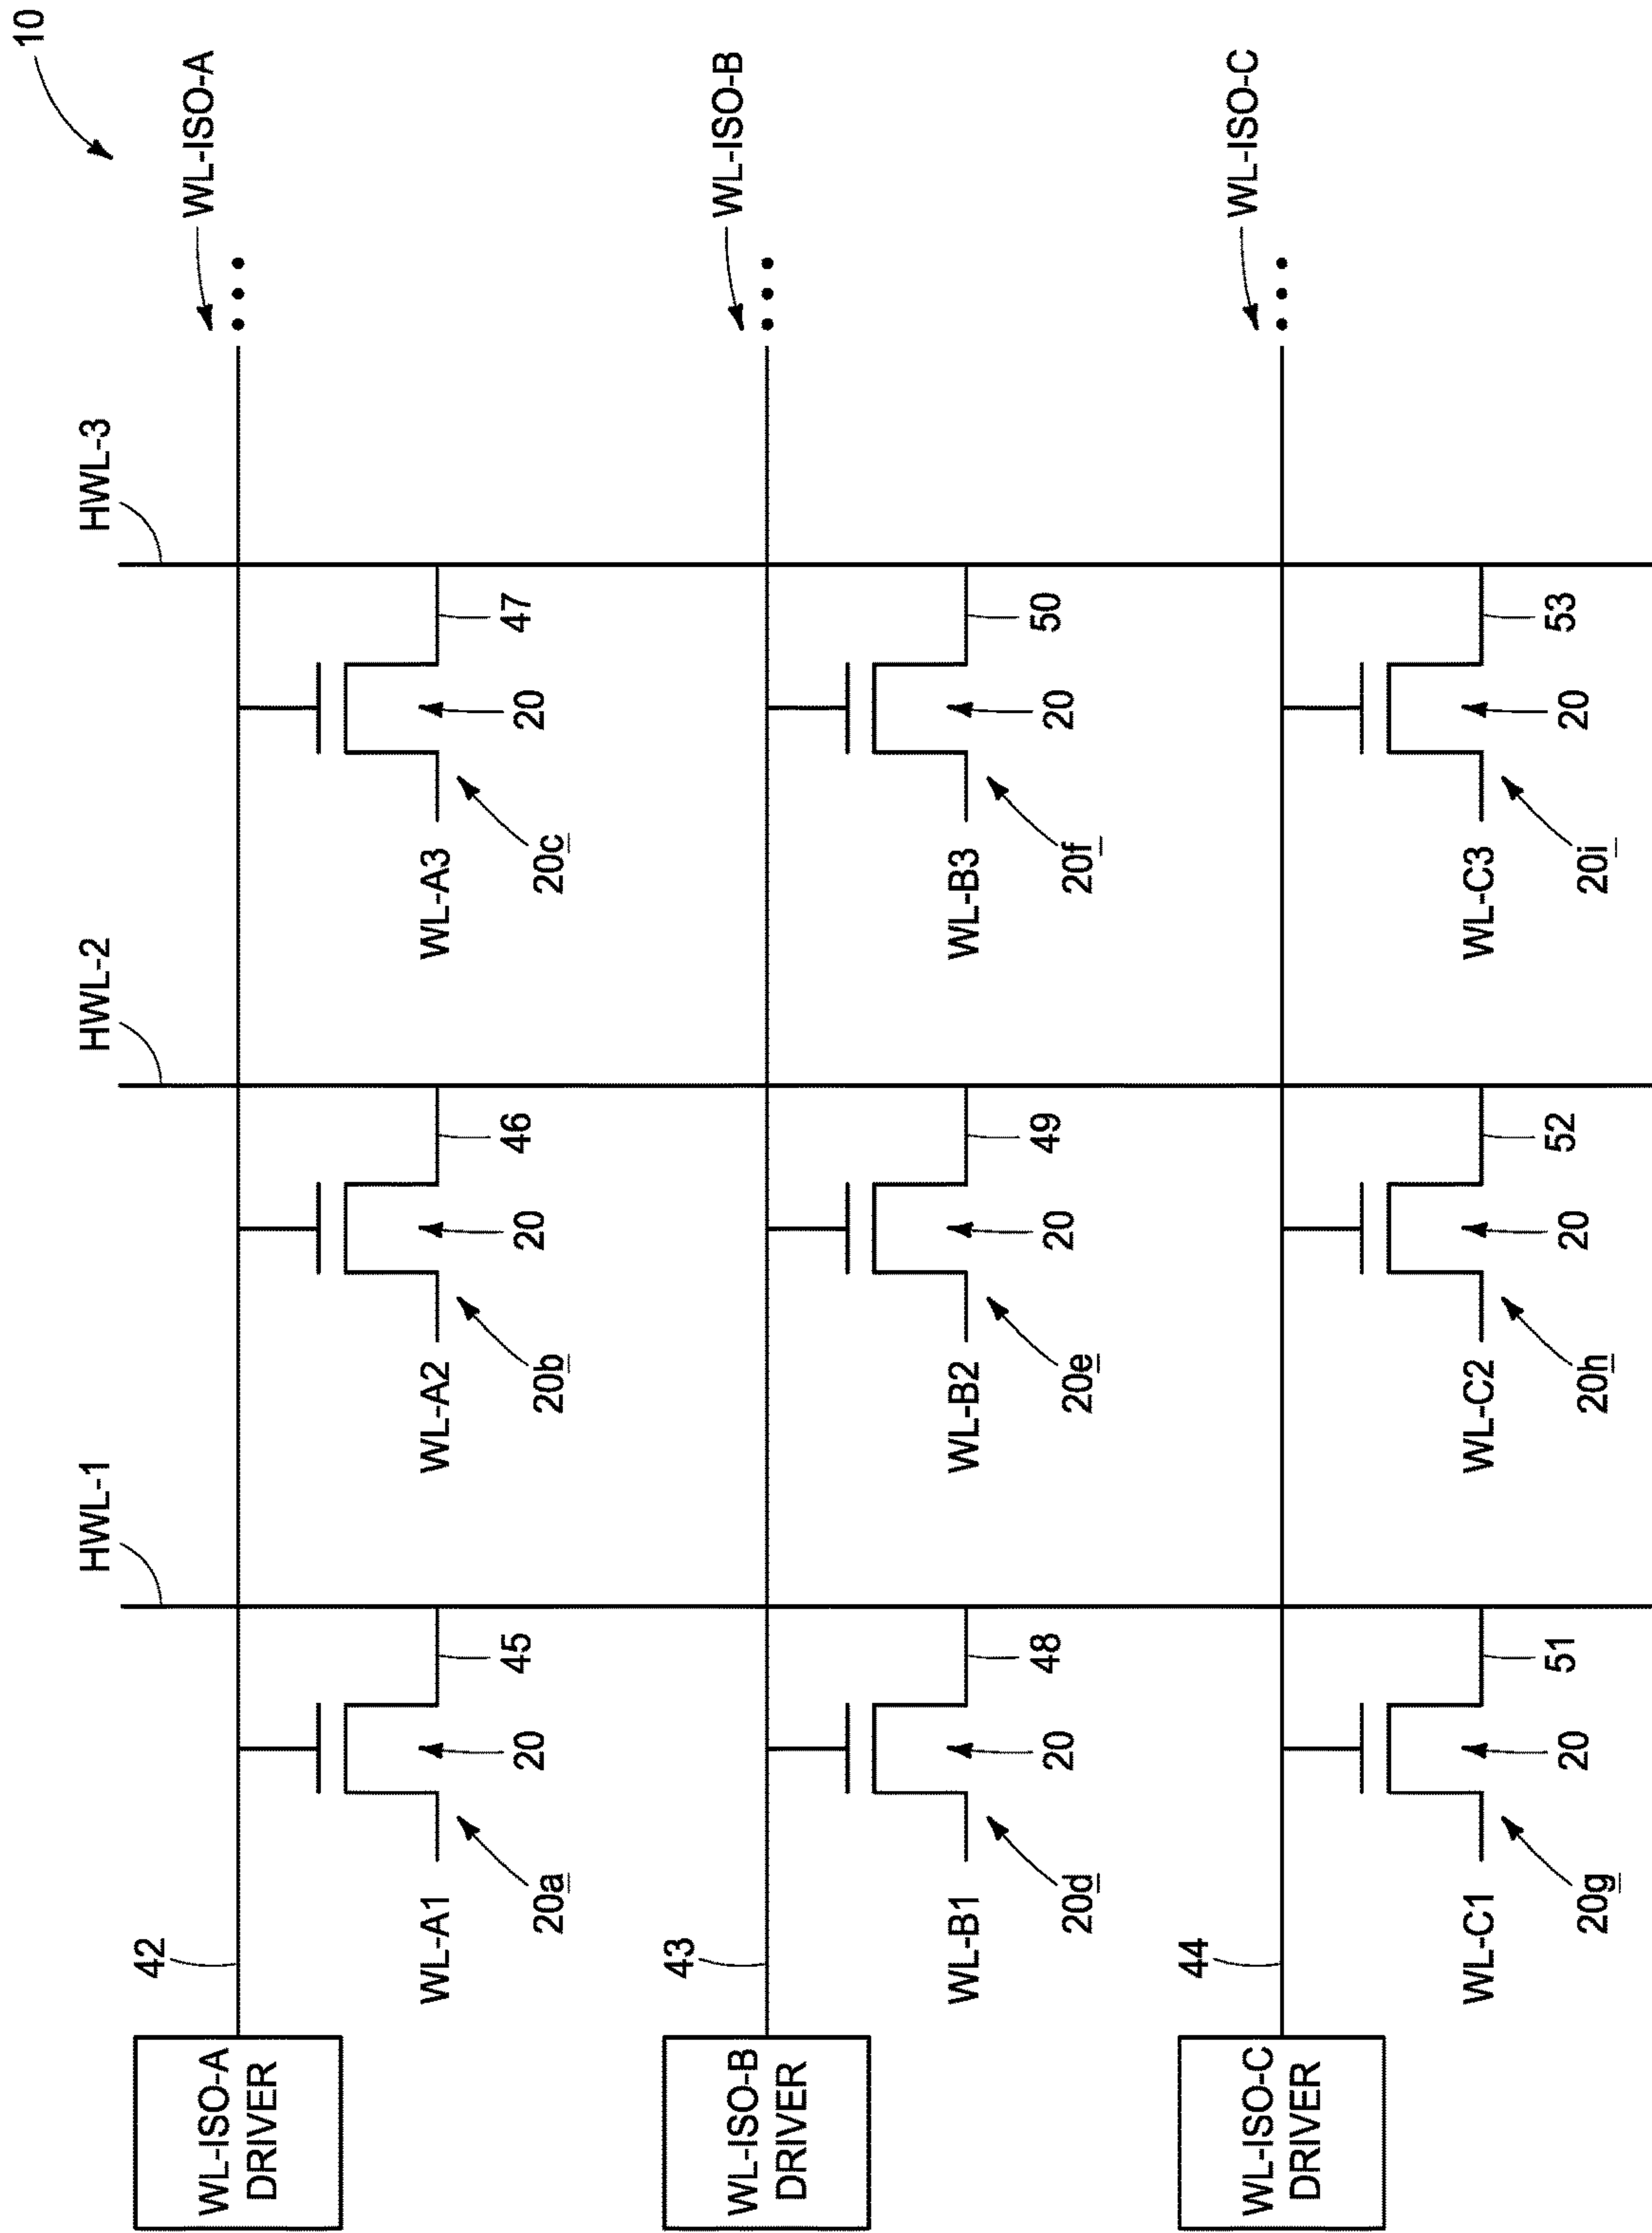 10
HWL-1
HWL-2
HWL-3
42
WL-ISO-A
DRIVER
WL-ISO-A
WL-A1
WL-A2
WL-A3
45
46
47
20
20
20
20a
20b
20c
43
WL-ISO-B
DRIVER
WL-ISO-B
WL-B1
WL-B2
WL-B3
48
49
50
20
20
20
20d
20e
20f
44
WL-ISO-C
DRIVER
WL-ISO-C
WL-C1
WL-C2
WL-C3
51
52
53
20
20
20
20g
20h
20i